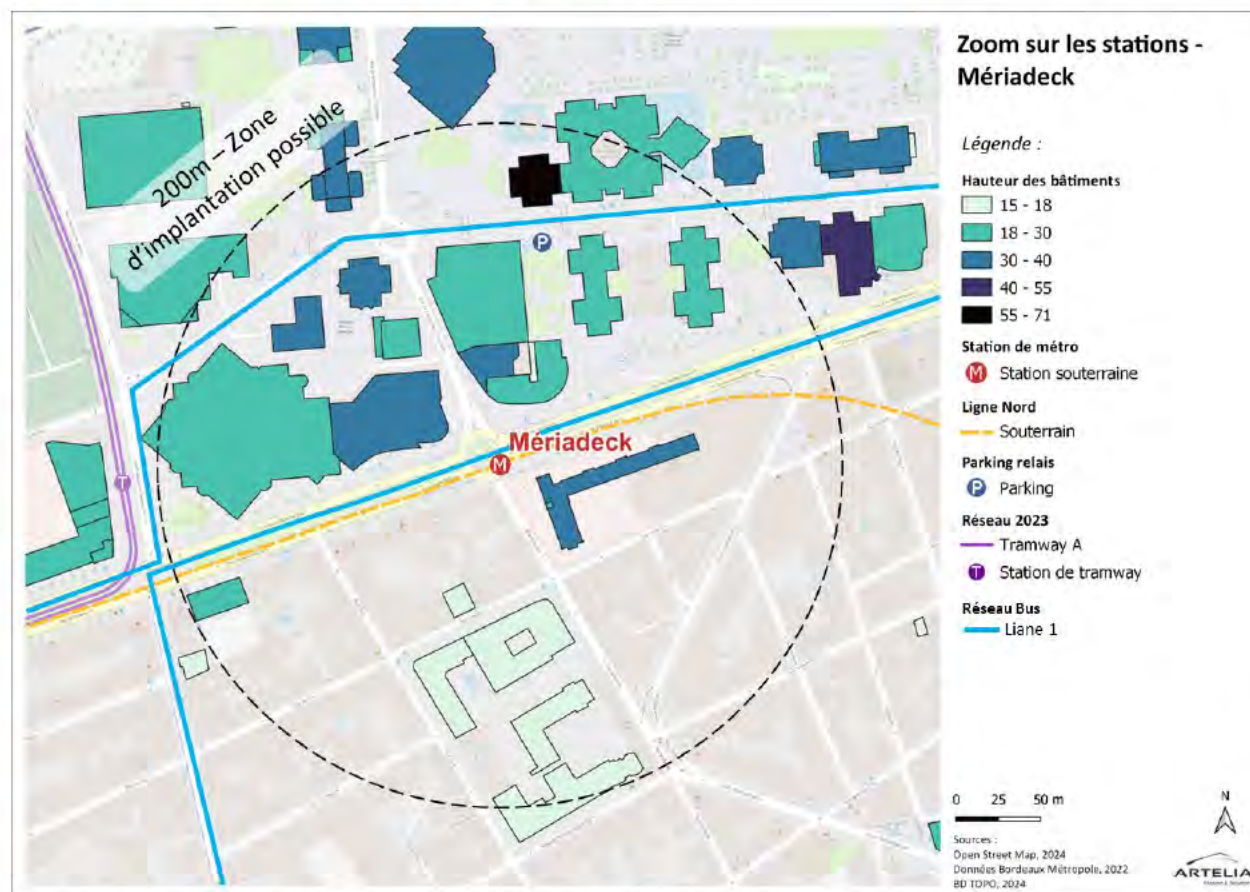 200m – Zone
d'implantation possible
P
Mériadeck
M
T
Zoom sur les stations -
Mériadeck
Légende :
Hauteur des bâtiments
15 - 18
18 - 30
30 - 40
40 - 55
55 - 71
Station de métro
M Station souterraine
Ligne Nord
Souterrain
Parking relais
P Parking
Réseau 2023
Tramway A
T Station de tramway
Réseau Bus
Liane 1
0 25 50 m
N
Sources :
Open Street Map, 2024
Données Bordeaux Métropole, 2022
BD TOPO, 2024
ARTELIA